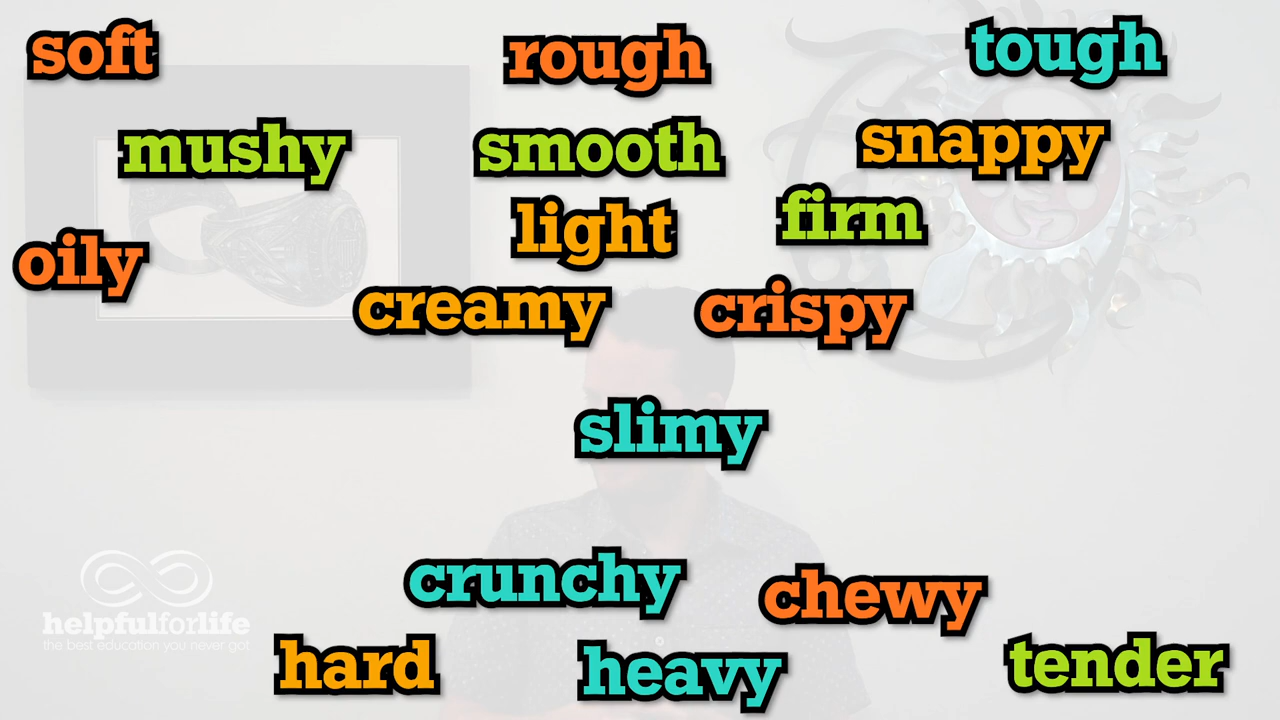 soft
rough
tough
mushy
smooth
snappy
light
firm
oily
creamy
crispy
slimy
crunchy
chewy
helpfulforlife
the best education you never got
hard
heavy
tender